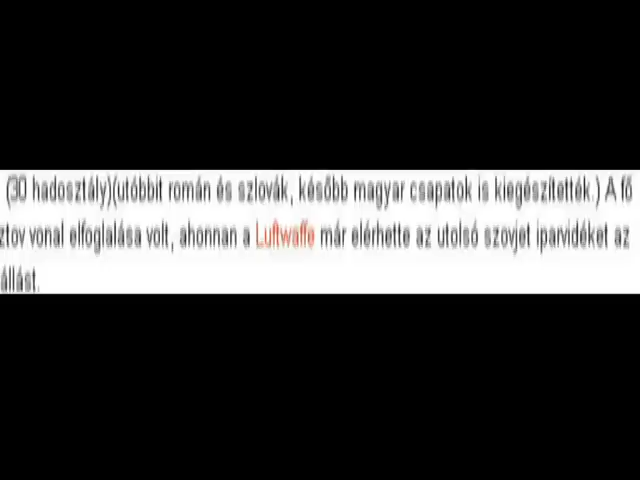 (30 hadosztály)(utóbbit román és szlovák, később magyar csapatok is kiegészítették.) A fő
ztov vonal elfoglalása volt, ahonnan a Luftwaffe már elérhette az utolsó szovjet iparvidéket az
állást.